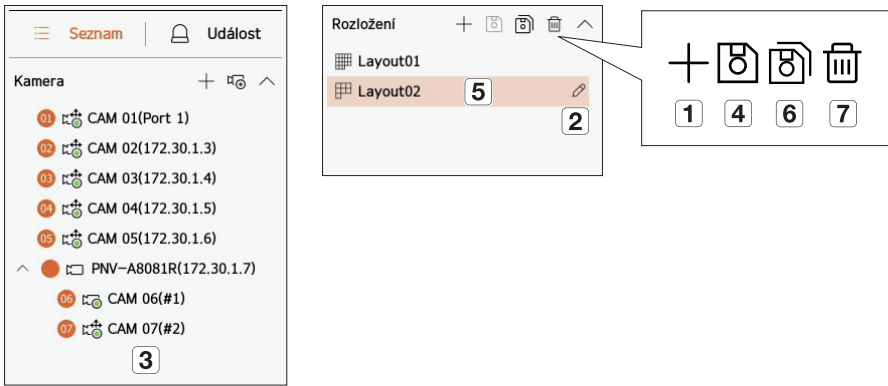 Seznam Událost
Kamera
01 CAM 01(Port 1)
02 CAM 02(172.30.1.3)
03 CAM 03(172.30.1.4)
04 CAM 04(172.30.1.5)
05 CAM 05(172.30.1.6)
PNV-A8081R(172.30.1.7)
06 CAM 06(#1)
07 CAM 07(#2)
3
Rozložení
Layout01
Layout02 5
2
1 4 6 7